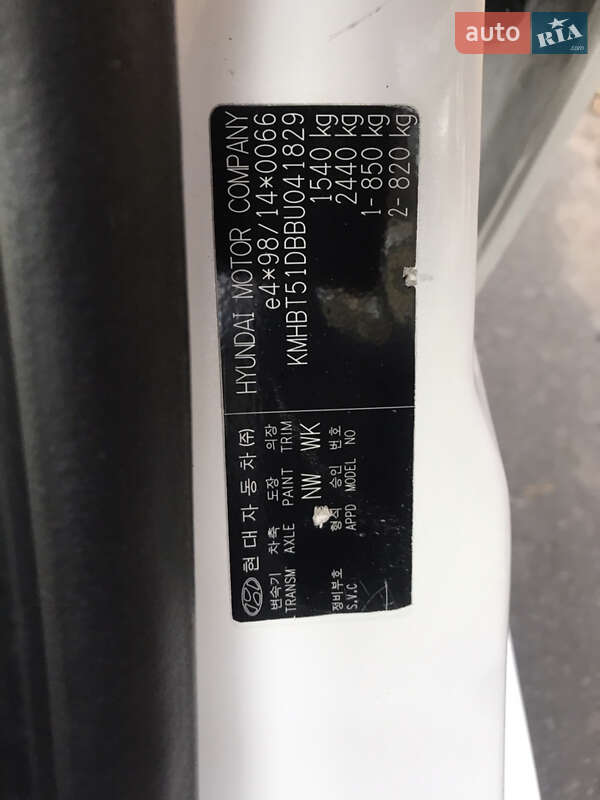 auto RIA .com
현대자동차(주) HYUNDAI MOTOR COMPANY
e4*98/14*0066
KMHBT51DBBU041829
1540 kg
2440 kg
1-850 kg
2-820 kg
변속기 차축 도장 의장
TRANSM AXLE PAINT TRIM
NW WK
정비부호 형식 승인 번호
S.V.C APPD MODEL NO